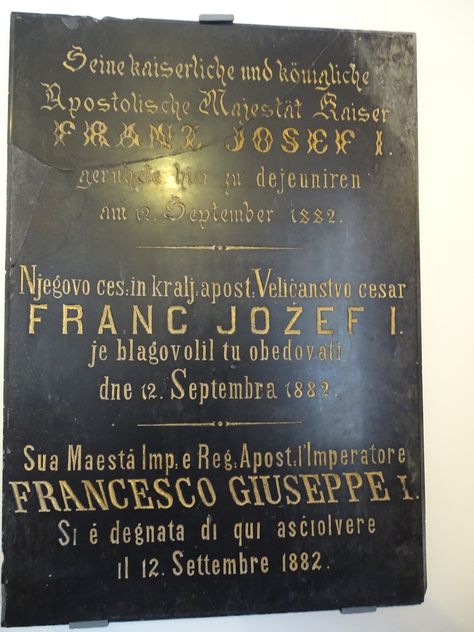 Seine kaiserliche und königliche
Apostolische Majestät Kaiser
FRANZ JOSEF I.
geruhete hier zu dejeuniren
am 12. September 1882.
Njegovo ces. in kralj. apost. Veličanstvo cesar
FRANC JOŽEF I.
je blagovolil tu obedovati
dne 12. Septembra 1882.
Sua Maestá Imp. e Reg. Apost. l'Imperatore
FRANCESCO GIUSEPPE I.
Si é degnata di qui asciolvere
il 12. Settembre 1882.